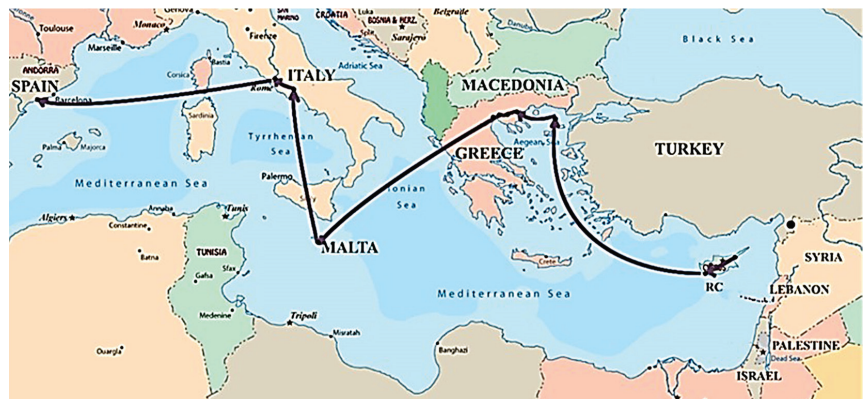 Toulouse
Monaco
Genova
SAN
MARINO
CROATIA
Luka
Split
BOSNIA & HERZ.
Sarajevo
Belgrade
Danube
Black Sea
Marseille
Firenze
Adriatic Sea
ANDORRA
SPAIN
Barcelona
Corsica
Bastia
Rome
ITALY
MACEDONIA
Sardinia
Tyrrhenian
Sea
Aegean Sea
GREECE
TURKEY
Palma
Majorca
Palermo
Sicily
Ionian
Sea
Mediterranean Sea
MALTA
Algiers
Annaba
Tunis
Constantine
Batna
TUNISIA
Gafsa
Sfax
Medenine
Crete
RC
SYRIA
LEBANON
Mediterranean Sea
Tripoli
Misratah
Ouargla
Banghazi
PALESTINE
Dead Sea
ISRAEL